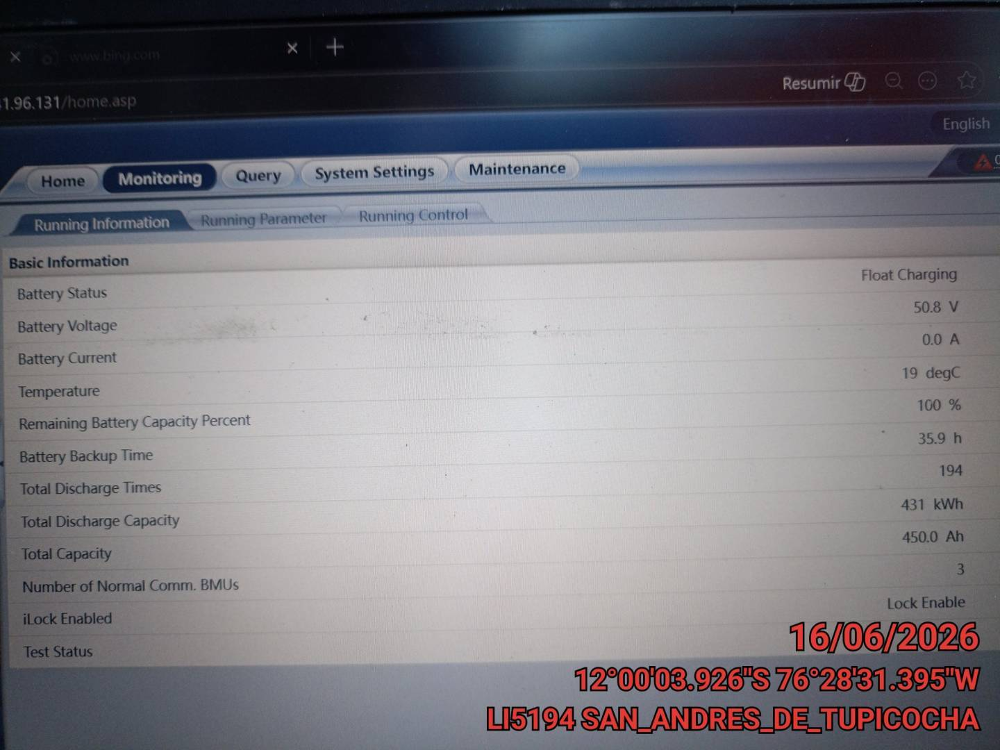 www.bing.com
1.96.131/home.asp
Resumir
English
Home Monitoring Query System Settings Maintenance
Running Information Running Parameter Running Control
Basic Information
Battery Status Float Charging
Battery Voltage 50.8 V
Battery Current 0.0 A
Temperature 19 degC
Remaining Battery Capacity Percent 100 %
Battery Backup Time 35.9 h
Total Discharge Times 194
Total Discharge Capacity 431 kWh
Total Capacity 450.0 Ah
Number of Normal Comm. BMUs 3
iLock Enabled Lock Enable
Test Status
16/06/2026
12°00'03.926"S 76°28'31.395"W
LI5194 SAN_ANDRES_DE_TUPICOCHA